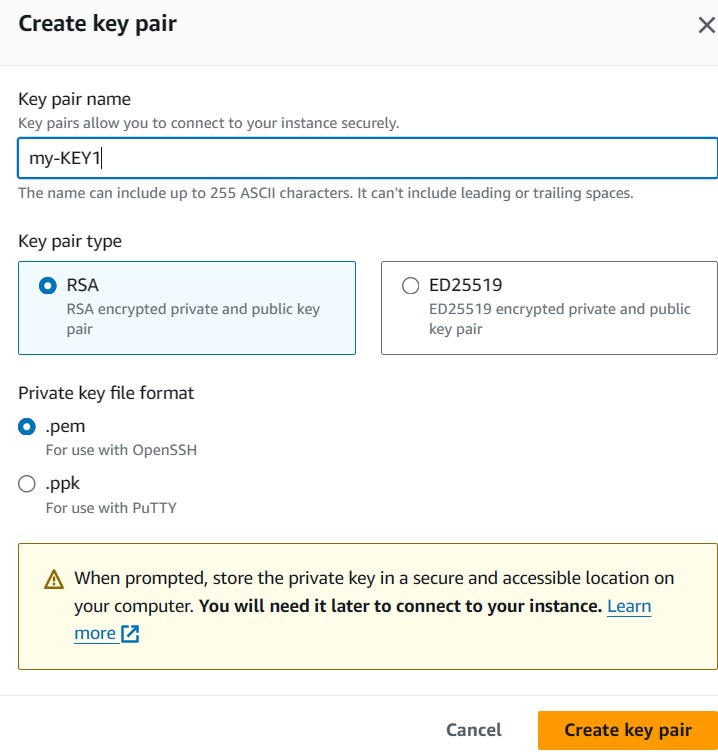 Create key pair
Key pair name
Key pairs allow you to connect to your instance securely.
my-KEY1
The name can include up to 255 ASCII characters. It can't include leading or trailing spaces.
Key pair type
RSA
RSA encrypted private and public key
pair
ED25519
ED25519 encrypted private and public
key pair
Private key file format
.pem
For use with OpenSSH
.ppk
For use with PuTTY
When prompted, store the private key in a secure and accessible location on
your computer. You will need it later to connect to your instance. Learn
more
Cancel
Create key pair